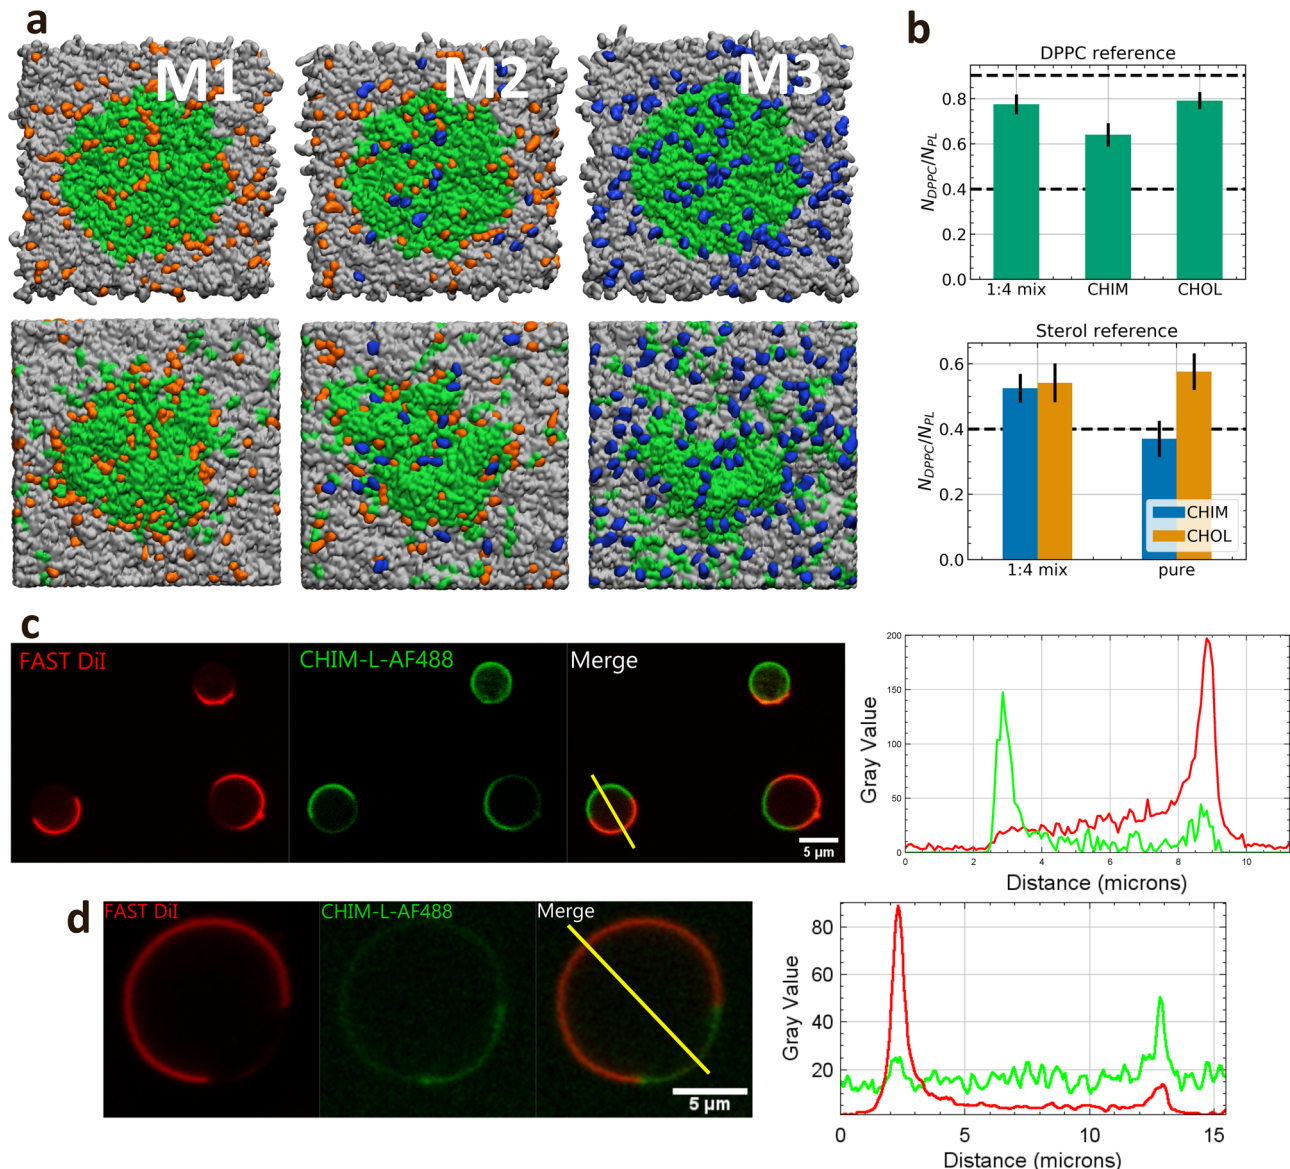 a
M1
M2
M3
b
DPPC reference
N_DPPC/N_PL
0.8
0.6
0.4
0.2
0.0
1:4 mix
CHIM
CHOL
Sterol reference
N_DPPC/N_PL
0.6
0.4
0.2
0.0
CHIM
CHOL
1:4 mix
pure
c
FAST DiI
CHIM-L-AF488
Merge
5 µm
Gray Value
200
150
100
50
0
0 2 4 6 8 10
Distance (microns)
d
FAST DiI
CHIM-L-AF488
Merge
5 µm
Gray Value
80
60
40
20
0 5 10 15
Distance (microns)